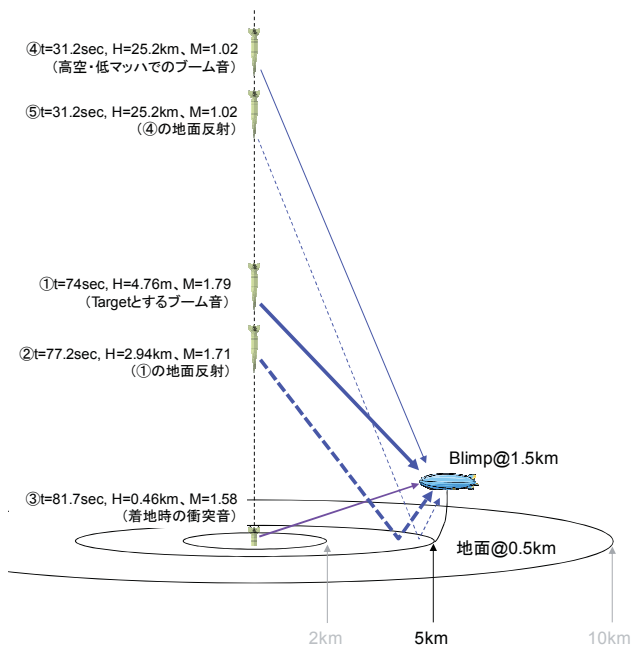 ④t=31.2sec, H=25.2km、M=1.02
（高空・低マッハでのブーム音）
⑤t=31.2sec, H=25.2km、M=1.02
（④の地面反射）
①t=74sec, H=4.76m、M=1.79
（Targetとするブーム音）
②t=77.2sec, H=2.94km、M=1.71
（①の地面反射）
Blimp@1.5km
③t=81.7sec, H=0.46km、M=1.58
（着地時の衝突音）
地面@0.5km
2km
5km
10km